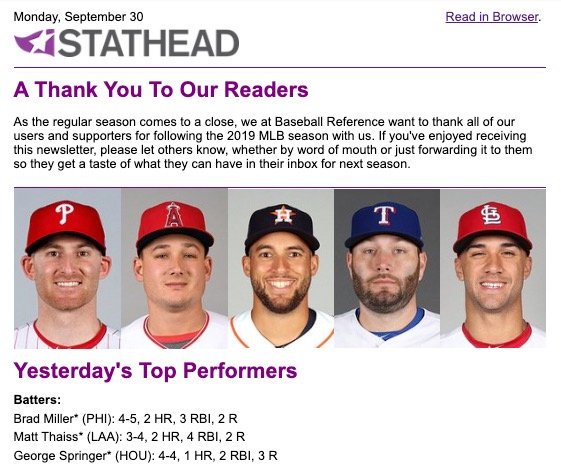 Monday, September 30
Read in Browser.
STATHEAD
A Thank You To Our Readers
As the regular season comes to a close, we at Baseball Reference want to thank all of our
users and supporters for following the 2019 MLB season with us. If you've enjoyed receiving
this newsletter, please let others know, whether by word of mouth or just forwarding it to them
so they get a taste of what they can have in their inbox for next season.
P
A
H
T
STL
Yesterday's Top Performers
Batters:
Brad Miller* (PHI): 4-5, 2 HR, 3 RBI, 2 R
Matt Thaiss* (LAA): 3-4, 2 HR, 4 RBI, 2 R
George Springer* (HOU): 4-4, 1 HR, 2 RBI, 3 R